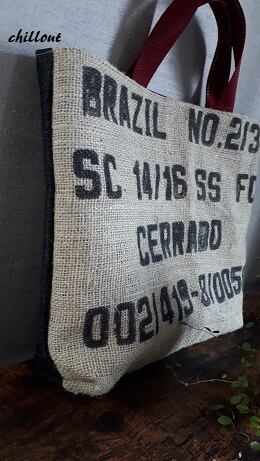 chillout
BRAZIL NO.2/3
SC 14/16 SS FC
CERRADO
002/419-8/005